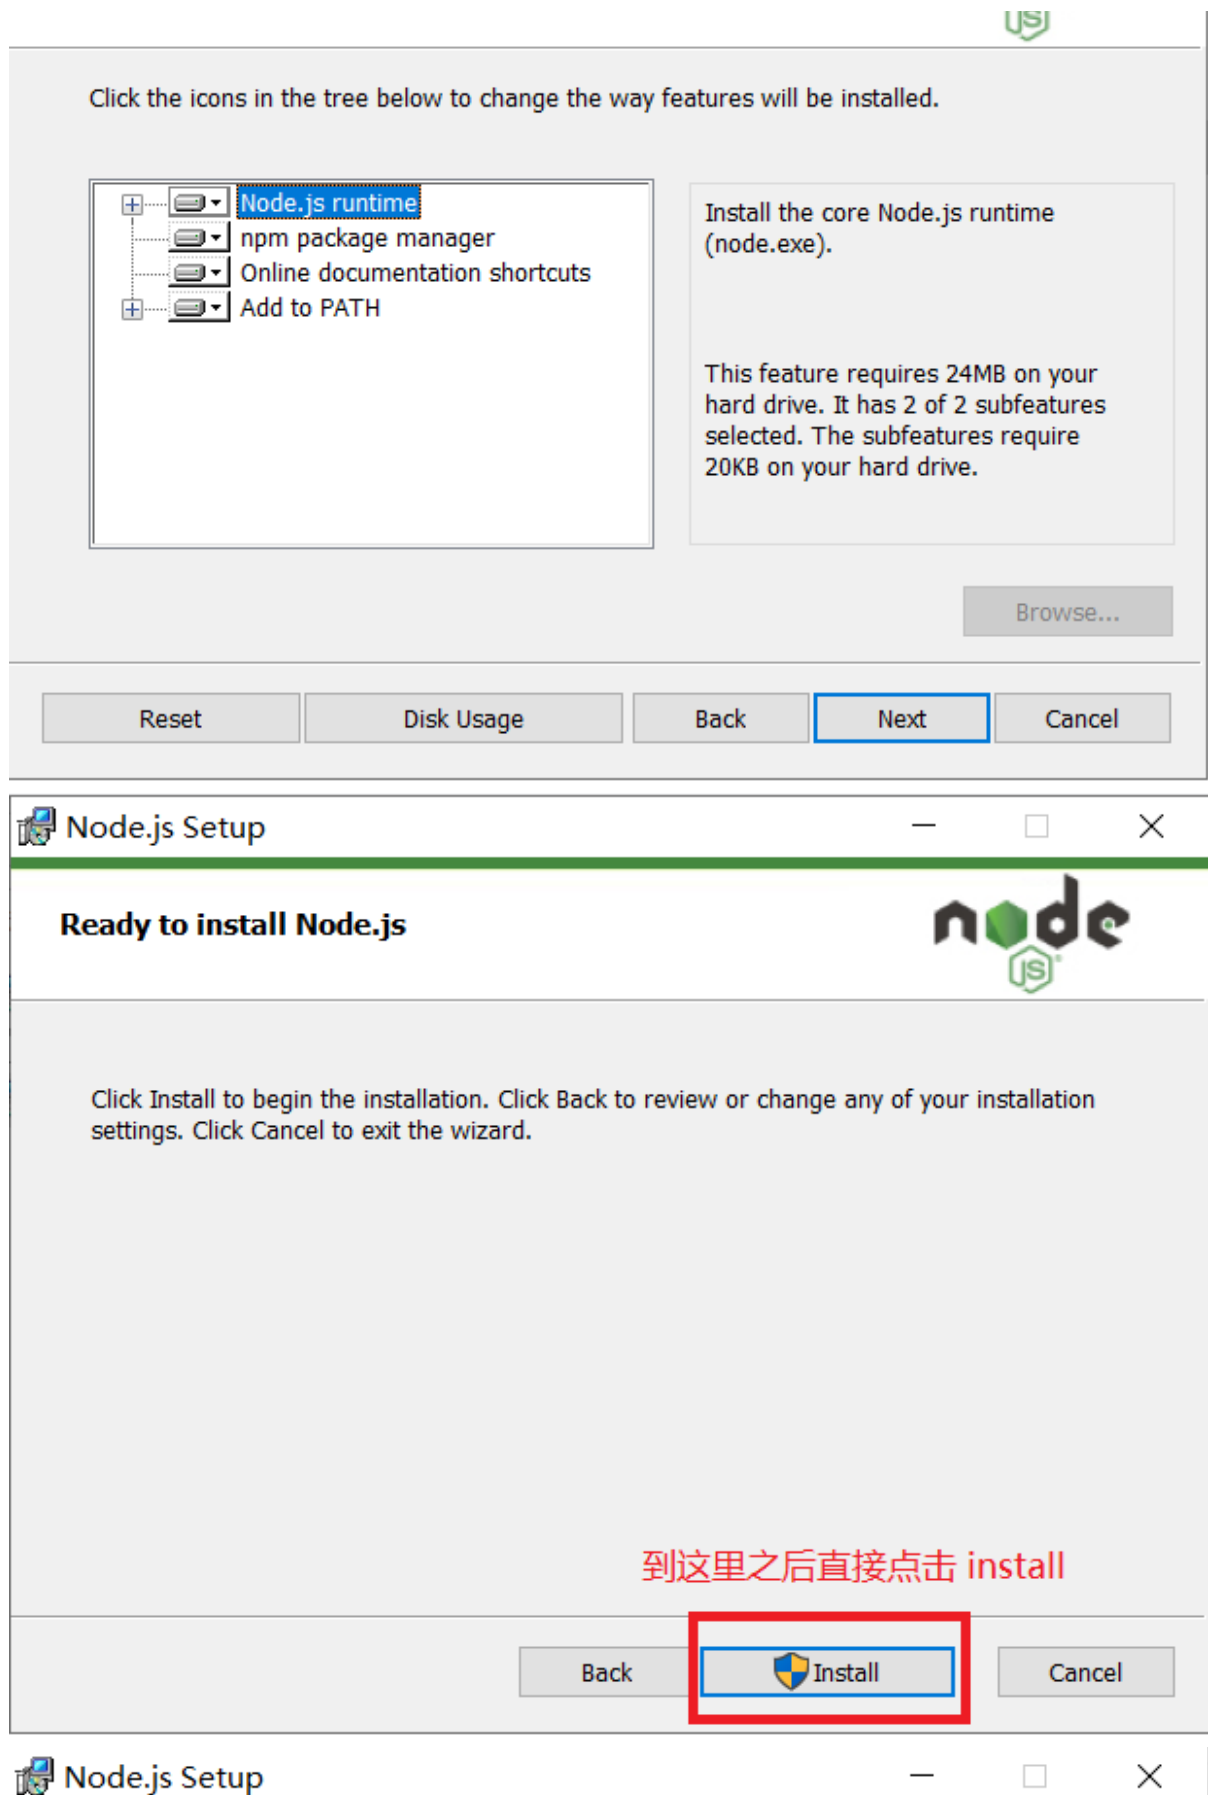 JS
Click the icons in the tree below to change the way features will be installed.
Node.js runtime
npm package manager
Online documentation shortcuts
Add to PATH
Install the core Node.js runtime
(node.exe).
This feature requires 24MB on your
hard drive. It has 2 of 2 subfeatures
selected. The subfeatures require
20KB on your hard drive.
Browse...
Reset Disk Usage Back Next Cancel
Node.js Setup
Ready to install Node.js
node
JS
Click Install to begin the installation. Click Back to review or change any of your installation
settings. Click Cancel to exit the wizard.
到这里之后直接点击 install
Back Install Cancel
Node.js Setup